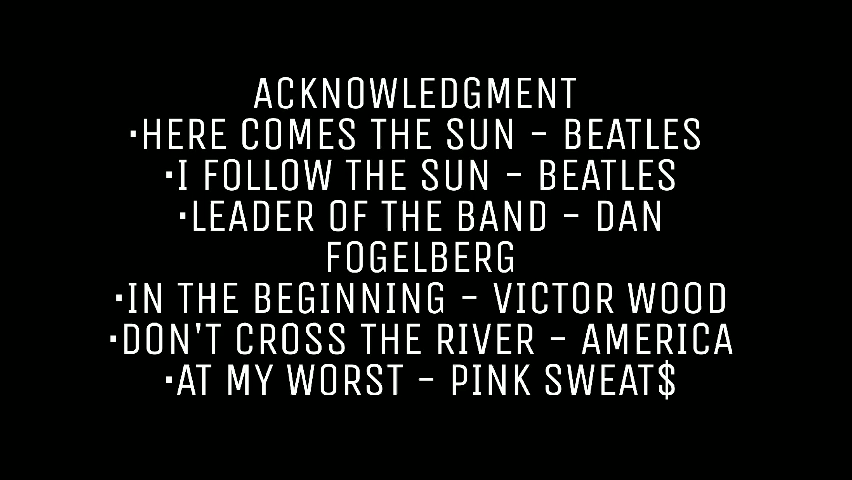 ACKNOWLEDGMENT
·HERE COMES THE SUN - BEATLES
·I FOLLOW THE SUN - BEATLES
·LEADER OF THE BAND - DAN
FOGELBERG
·IN THE BEGINNING - VICTOR WOOD
·DON'T CROSS THE RIVER - AMERICA
·AT MY WORST - PINK SWEAT$